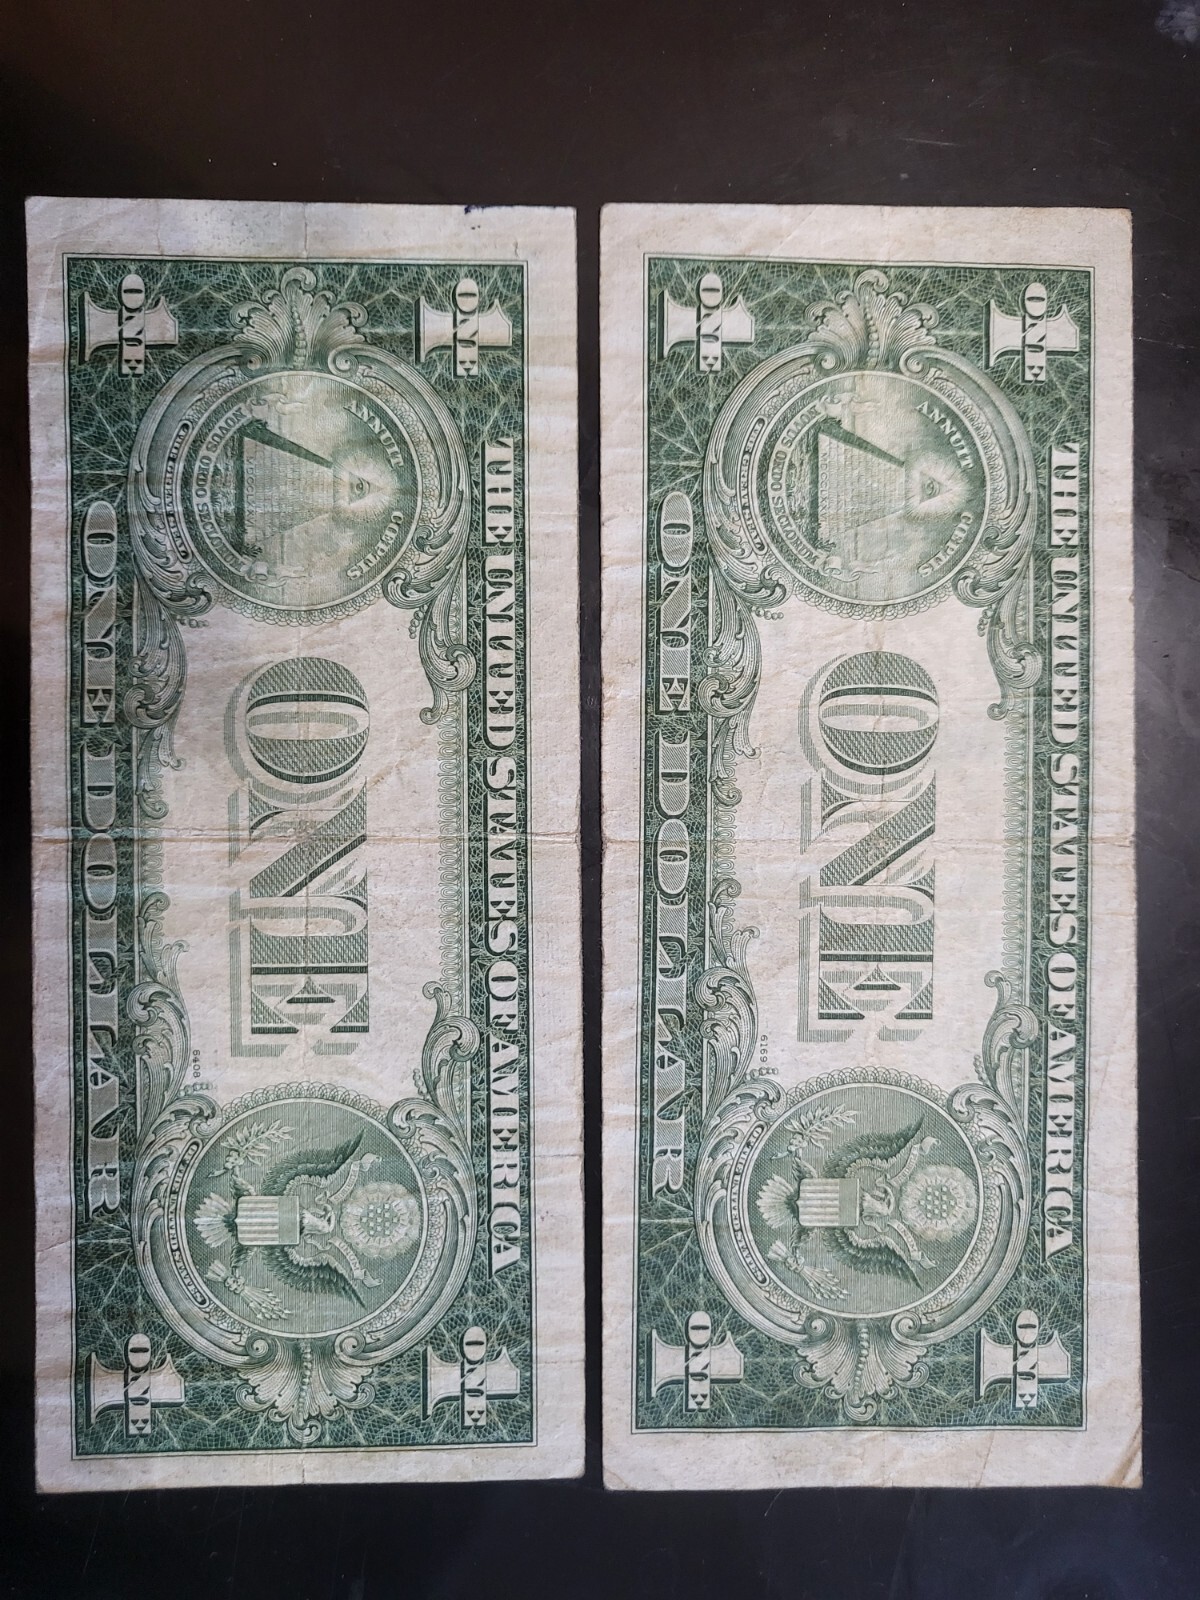 THE UNITED STATES OF AMERICA
ONE
ONE
ANNUIT COEPTIS
NOVUS ORDO SECLORUM
ONE
6408
ONE
ONE
ONE DOLLAR
THE UNITED STATES OF AMERICA
ONE
ONE
ANNUIT COEPTIS
NOVUS ORDO SECLORUM
ONE
6169
ONE
ONE
ONE DOLLAR